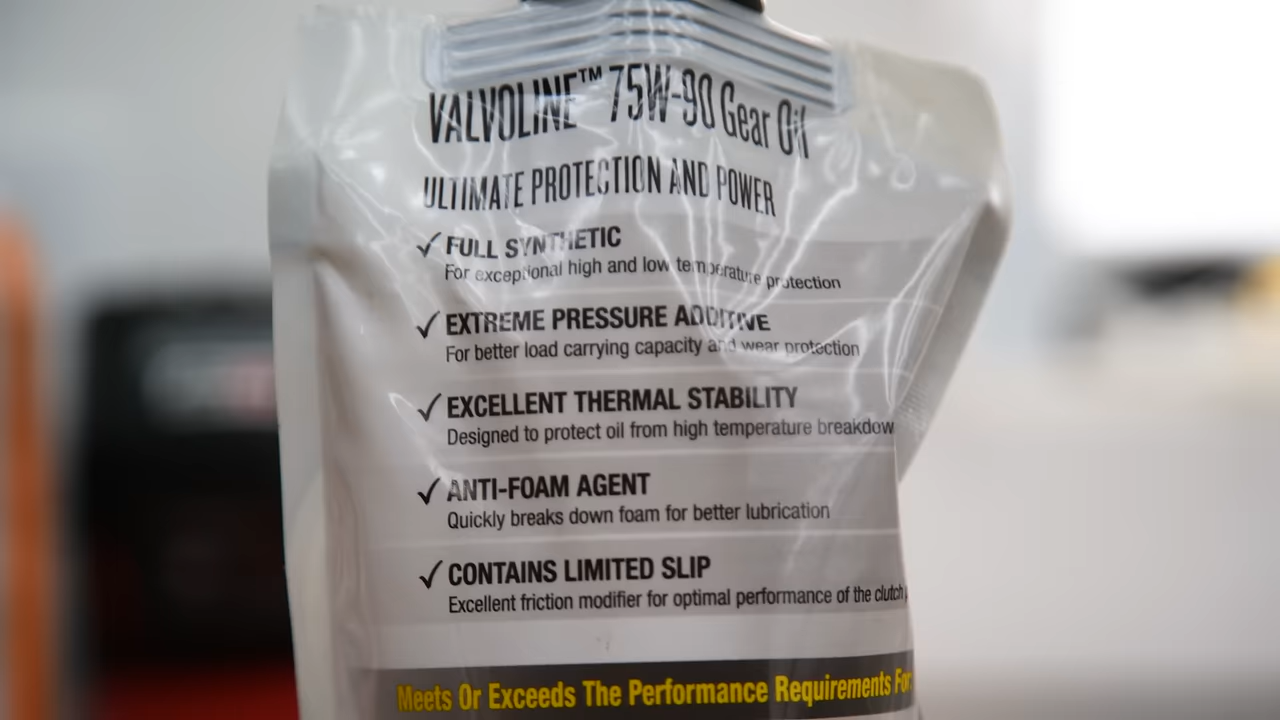 VALVOLINE™ 75W-90 Gear Oil
ULTIMATE PROTECTION AND POWER
✓ FULL SYNTHETIC
For exceptional high and low temperature protection
✓ EXTREME PRESSURE ADDITIVE
For better load carrying capacity and wear protection
✓ EXCELLENT THERMAL STABILITY
Designed to protect oil from high temperature breakdow
✓ ANTI-FOAM AGENT
Quickly breaks down foam for better lubrication
✓ CONTAINS LIMITED SLIP
Excellent friction modifier for optimal performance of the clutch
Meets Or Exceeds The Performance Requirements For